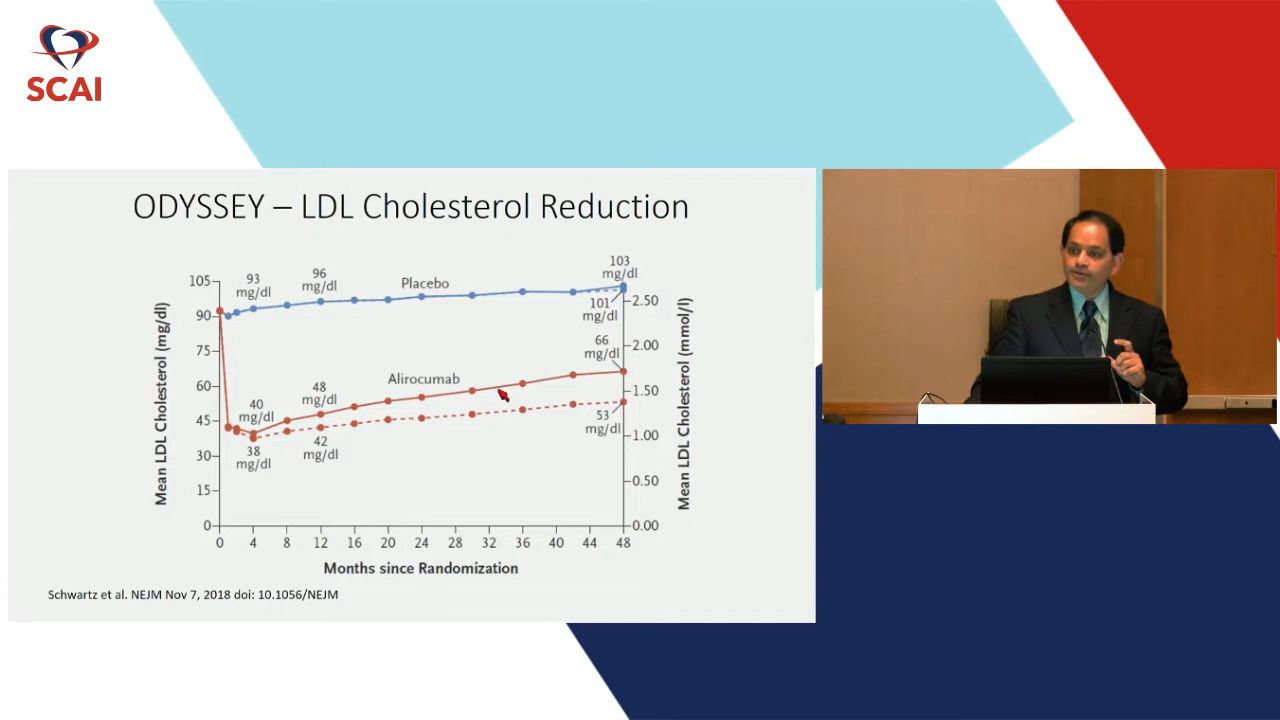 SCAI
ODYSSEY – LDL Cholesterol Reduction
Mean LDL Cholesterol (mg/dl)
105
90
75
60
45
30
15
0
93
mg/dl
96
mg/dl
Placebo
103
mg/dl
101
mg/dl
66
mg/dl
Alirocumab
40
mg/dl
48
mg/dl
38
mg/dl
42
mg/dl
53
mg/dl
2.50
2.00
1.50
1.00
0.50
0.00
Mean LDL Cholesterol (mmol/l)
0 4 8 12 16 20 24 28 32 36 40 44 48
Months since Randomization
Schwartz et al. NEJM Nov 7, 2018 doi: 10.1056/NEJM